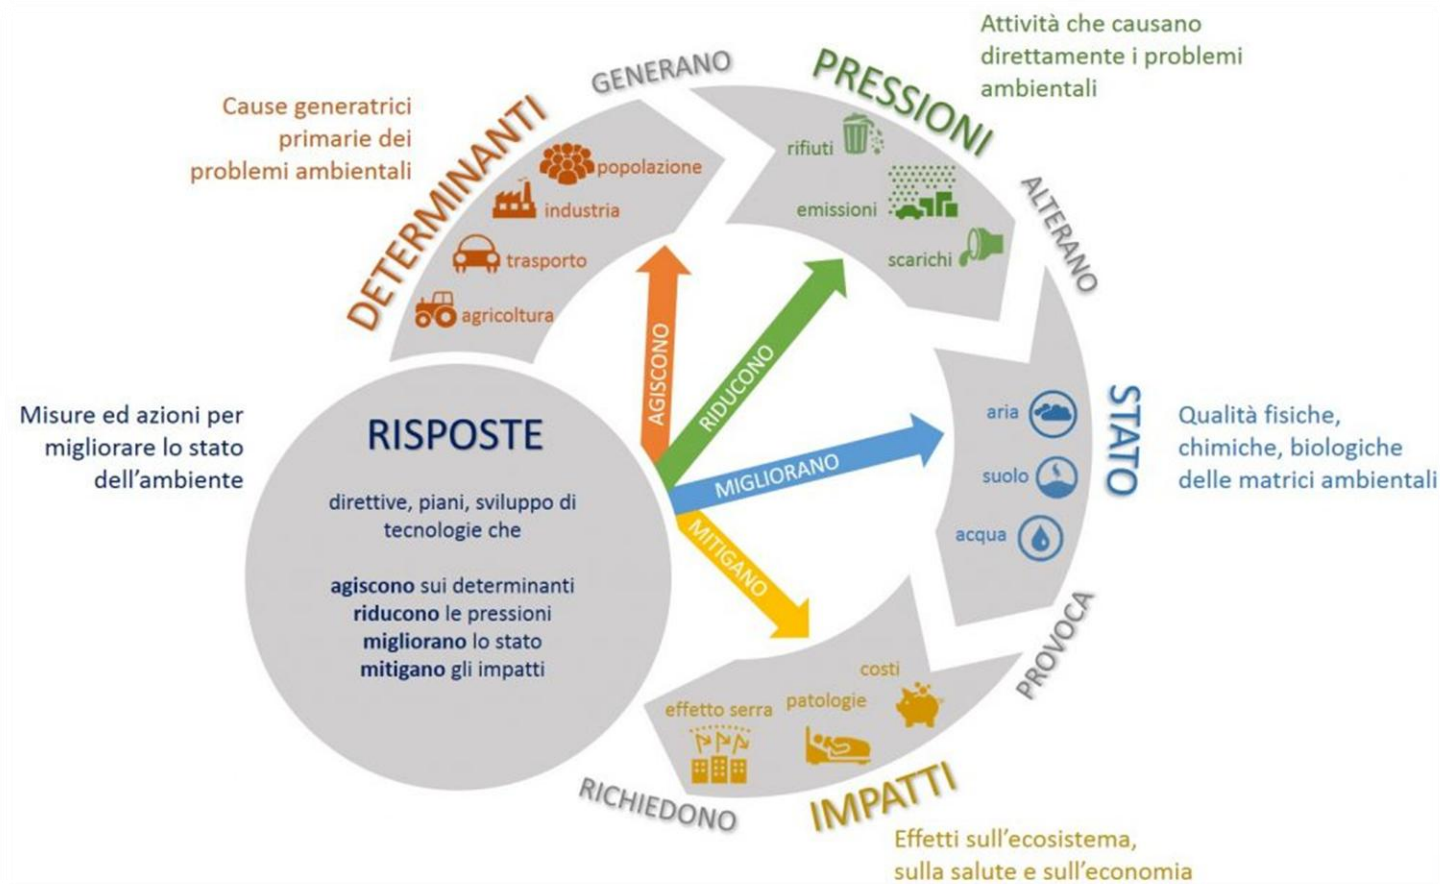 Attività che causano
direttamente i problemi
ambientali
GENERANO
PRESSIONI
Cause generatrici
primarie dei
problemi ambientali
DETERMINANTI
popolazione
industria
trasporto
agricoltura
rifiuti
emissioni
scarichi
ALTERANO
AGISCONO
RIDUCONO
MIGLIORANO
MITIGANO
STATO
aria
suolo
acqua
Qualità fisiche,
chimiche, biologiche
delle matrici ambientali
Misure ed azioni per
migliorare lo stato
dell'ambiente
RISPOSTE
direttive, piani, sviluppo di
tecnologie che
agiscono sui determinanti
riducono le pressioni
migliorano lo stato
mitigano gli impatti
PROVOCA
costi
patologie
effetto serra
RICHIEDONO
IMPATTI
Effetti sull'ecosistema,
sulla salute e sull'economia